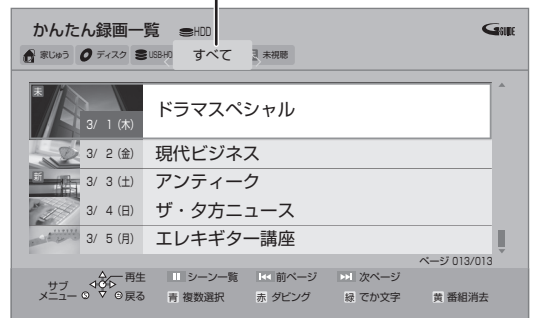 かんたん録画一覧 HDD GGUIDE
家じゅう ディスク USB-H すべて 未視聴
未
3/ 1(木) ドラマスペシャル
3/ 2(金) 現代ビジネス
3/ 3(土) アンティーク
3/ 4(日) ザ・夕方ニュース
3/ 5(月) エレキギター講座
ページ 013/013
サブメニュー 再生 戻る
シーン一覧 前ページ 次ページ
青 複数選択 赤 ダビング 緑 でか文字 黄 番組消去